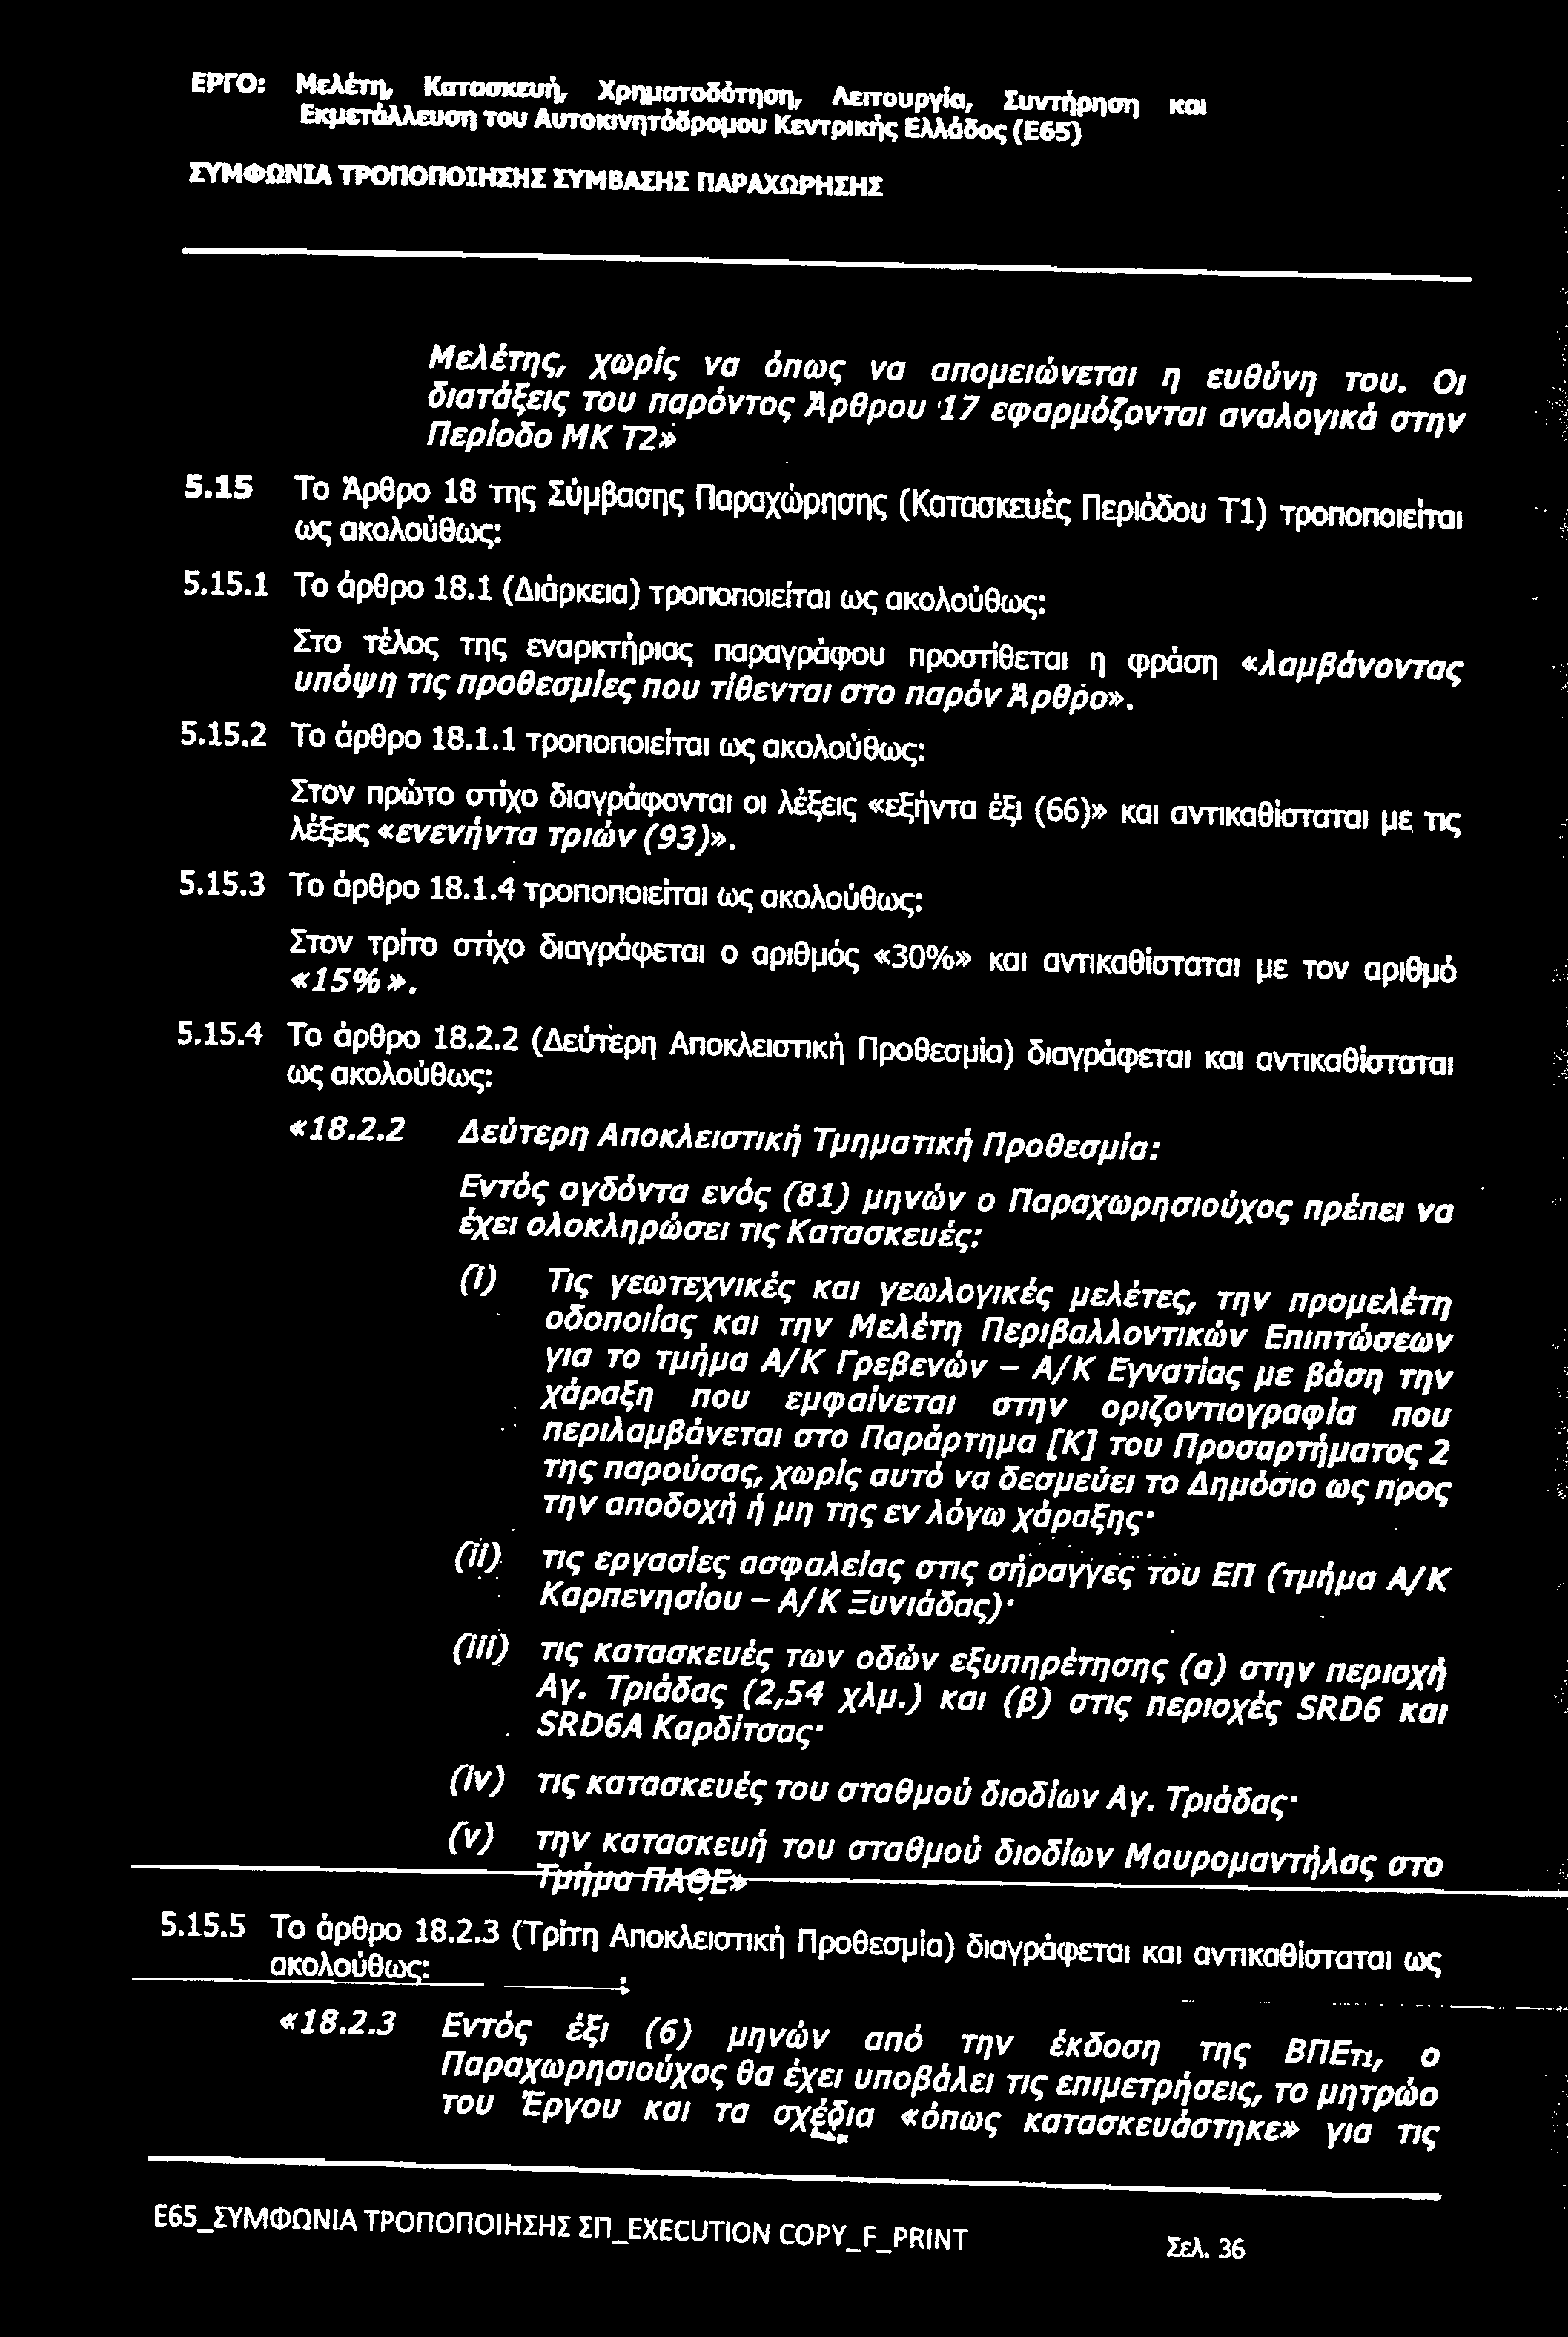 ΕΡΓΟ: Μελέτη, Κατασκευή, Χρηματοδότηση, Λειτουργία, Συντήρηση και
Εκμετάλλευση του Αυτοκινητόδρομου Κεντρικής Ελλάδος (Ε65)
ΣΥΜΦΩΝΙΑ ΤΡΟΠΟΠΟΙΗΣΗΣ ΣΥΜΒΑΣΗΣ ΠΑΡΑΧΩΡΗΣΗΣ
Μελέτης, χωρίς να όπως να απομειώνεται η ευθύνη του. Οι
διατάξεις του παρόντος Άρθρου 17 εφαρμόζονται αναλογικά στην
Περίοδο ΜΚ Τ2»
5.15 Το Άρθρο 18 της Σύμβασης Παραχώρησης (Κατασκευές Περιόδου Τ1) τροποποιείται
ως ακολούθως:
5.15.1 Το άρθρο 18.1 (Διάρκεια) τροποποιείται ως ακολούθως:
Στο τέλος της εναρκτήριας παραγράφου προστίθεται η φράση «λαμβάνοντας
υπόψη τις προθεσμίες που τίθενται στο παρόν Άρθρο».
5.15.2 Το άρθρο 18.1.1 τροποποιείται ως ακολούθως:
Στον πρώτο στίχο διαγράφονται οι λέξεις «εξήντα έξι (66)» και αντικαθίσταται με τις
λέξεις «ενενήντα τριών (93)».
5.15.3 Το άρθρο 18.1.4 τροποποιείται ως ακολούθως:
Στον τρίτο στίχο διαγράφεται ο αριθμός «30%» και αντικαθίσταται με τον αριθμό
«15%».
5.15.4 Το άρθρο 18.2.2 (Δεύτερη Αποκλειστική Προθεσμία) διαγράφεται και αντικαθίσταται
ως ακολούθως:
«18.2.2 Δεύτερη Αποκλειστική Τμηματική Προθεσμία:
Εντός ογδόντα ενός (81) μηνών ο Παραχωρησιούχος πρέπει να
έχει ολοκληρώσει τις Κατασκευές:
(i) Τις γεωτεχνικές και γεωλογικές μελέτες, την προμελέτη
οδοποιίας και την Μελέτη Περιβαλλοντικών Επιπτώσεων
για το τμήμα Α/Κ Γρεβενών – Α/Κ Εγνατίας με βάση την
χάραξη που εμφαίνεται στην οριζοντιογραφία που
περιλαμβάνεται στο Παράρτημα [Κ] του Προσαρτήματος 2
της παρούσας, χωρίς αυτό να δεσμεύει το Δημόσιο ως προς
την αποδοχή ή μη της εν λόγω χάραξης·
(ii) τις εργασίες ασφαλείας στις σήραγγες του ΕΠ (τμήμα Α/Κ
Καρπενησίου – Α/Κ Ξυνιάδας)·
(iii) τις κατασκευές των οδών εξυπηρέτησης (α) στην περιοχή
Αγ. Τριάδας (2,54 χλμ.) και (β) στις περιοχές SRD6 και
SRD6A Καρδίτσας·
(iv) τις κατασκευές του σταθμού διοδίων Αγ. Τριάδας·
(v) την κατασκευή του σταθμού διοδίων Μαυρομαντήλας στο
Τμήμα ΠΑΘΕ»
5.15.5 Το άρθρο 18.2.3 (Τρίτη Αποκλειστική Προθεσμία) διαγράφεται και αντικαθίσταται ως
ακολούθως:
«18.2.3 Εντός έξι (6) μηνών από την έκδοση της ΒΠΕΤ1, ο
Παραχωρησιούχος θα έχει υποβάλει τις επιμετρήσεις, το μητρώο
του Έργου και τα σχέδια «όπως κατασκευάστηκε» για τις
Ε65_ΣΥΜΦΩΝΙΑ ΤΡΟΠΟΠΟΙΗΣΗΣ ΣΠ_EXECUTION COPY_F_PRINT Σελ. 36